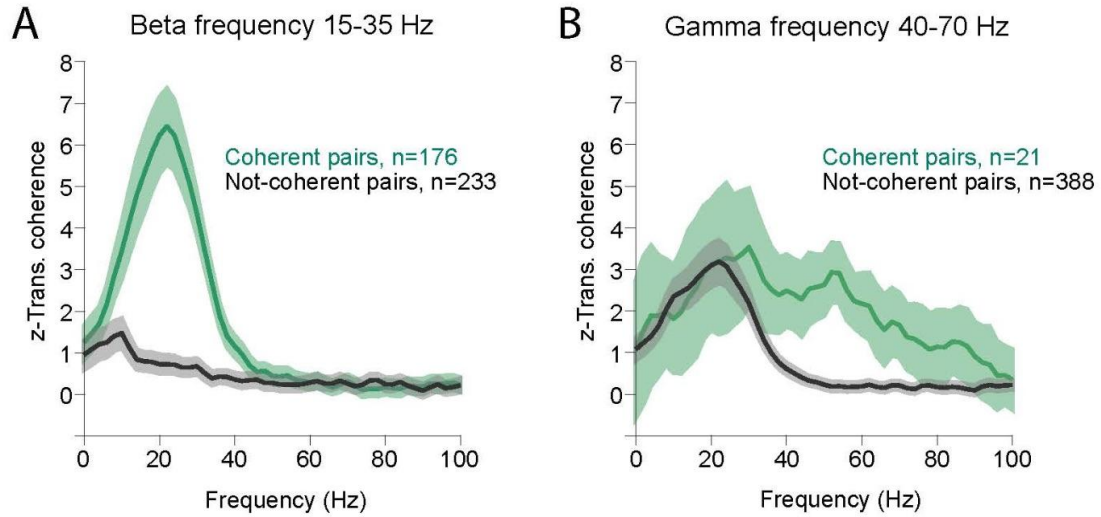 A
Beta frequency 15-35 Hz
8
7
6
5
4
3
2
1
0
z-Trans. coherence
Coherent pairs, n=176
Not-coherent pairs, n=233
0 20 40 60 80 100
Frequency (Hz)
B
Gamma frequency 40-70 Hz
8
7
6
5
4
3
2
1
0
z-Trans. coherence
Coherent pairs, n=21
Not-coherent pairs, n=388
0 20 40 60 80 100
Frequency (Hz)